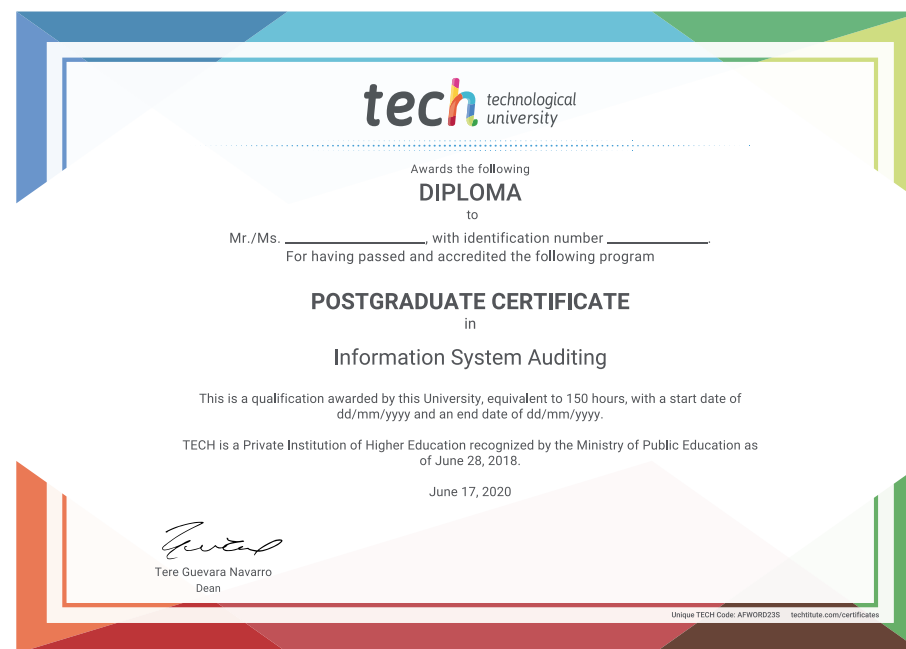 tech technological
university
Awards the following
DIPLOMA
to
Mr./Ms. ____________________, with identification number ______________.
For having passed and accredited the following program
POSTGRADUATE CERTIFICATE
in
Information System Auditing
This is a qualification awarded by this University, equivalent to 150 hours, with a start date of
dd/mm/yyyy and an end date of dd/mm/yyyy.
TECH is a Private Institution of Higher Education recognized by the Ministry of Public Education as
of June 28, 2018.
June 17, 2020
Tere Guevara Navarro
Dean
Unique TECH Code: AFWORD23S techtitute.com/certificates